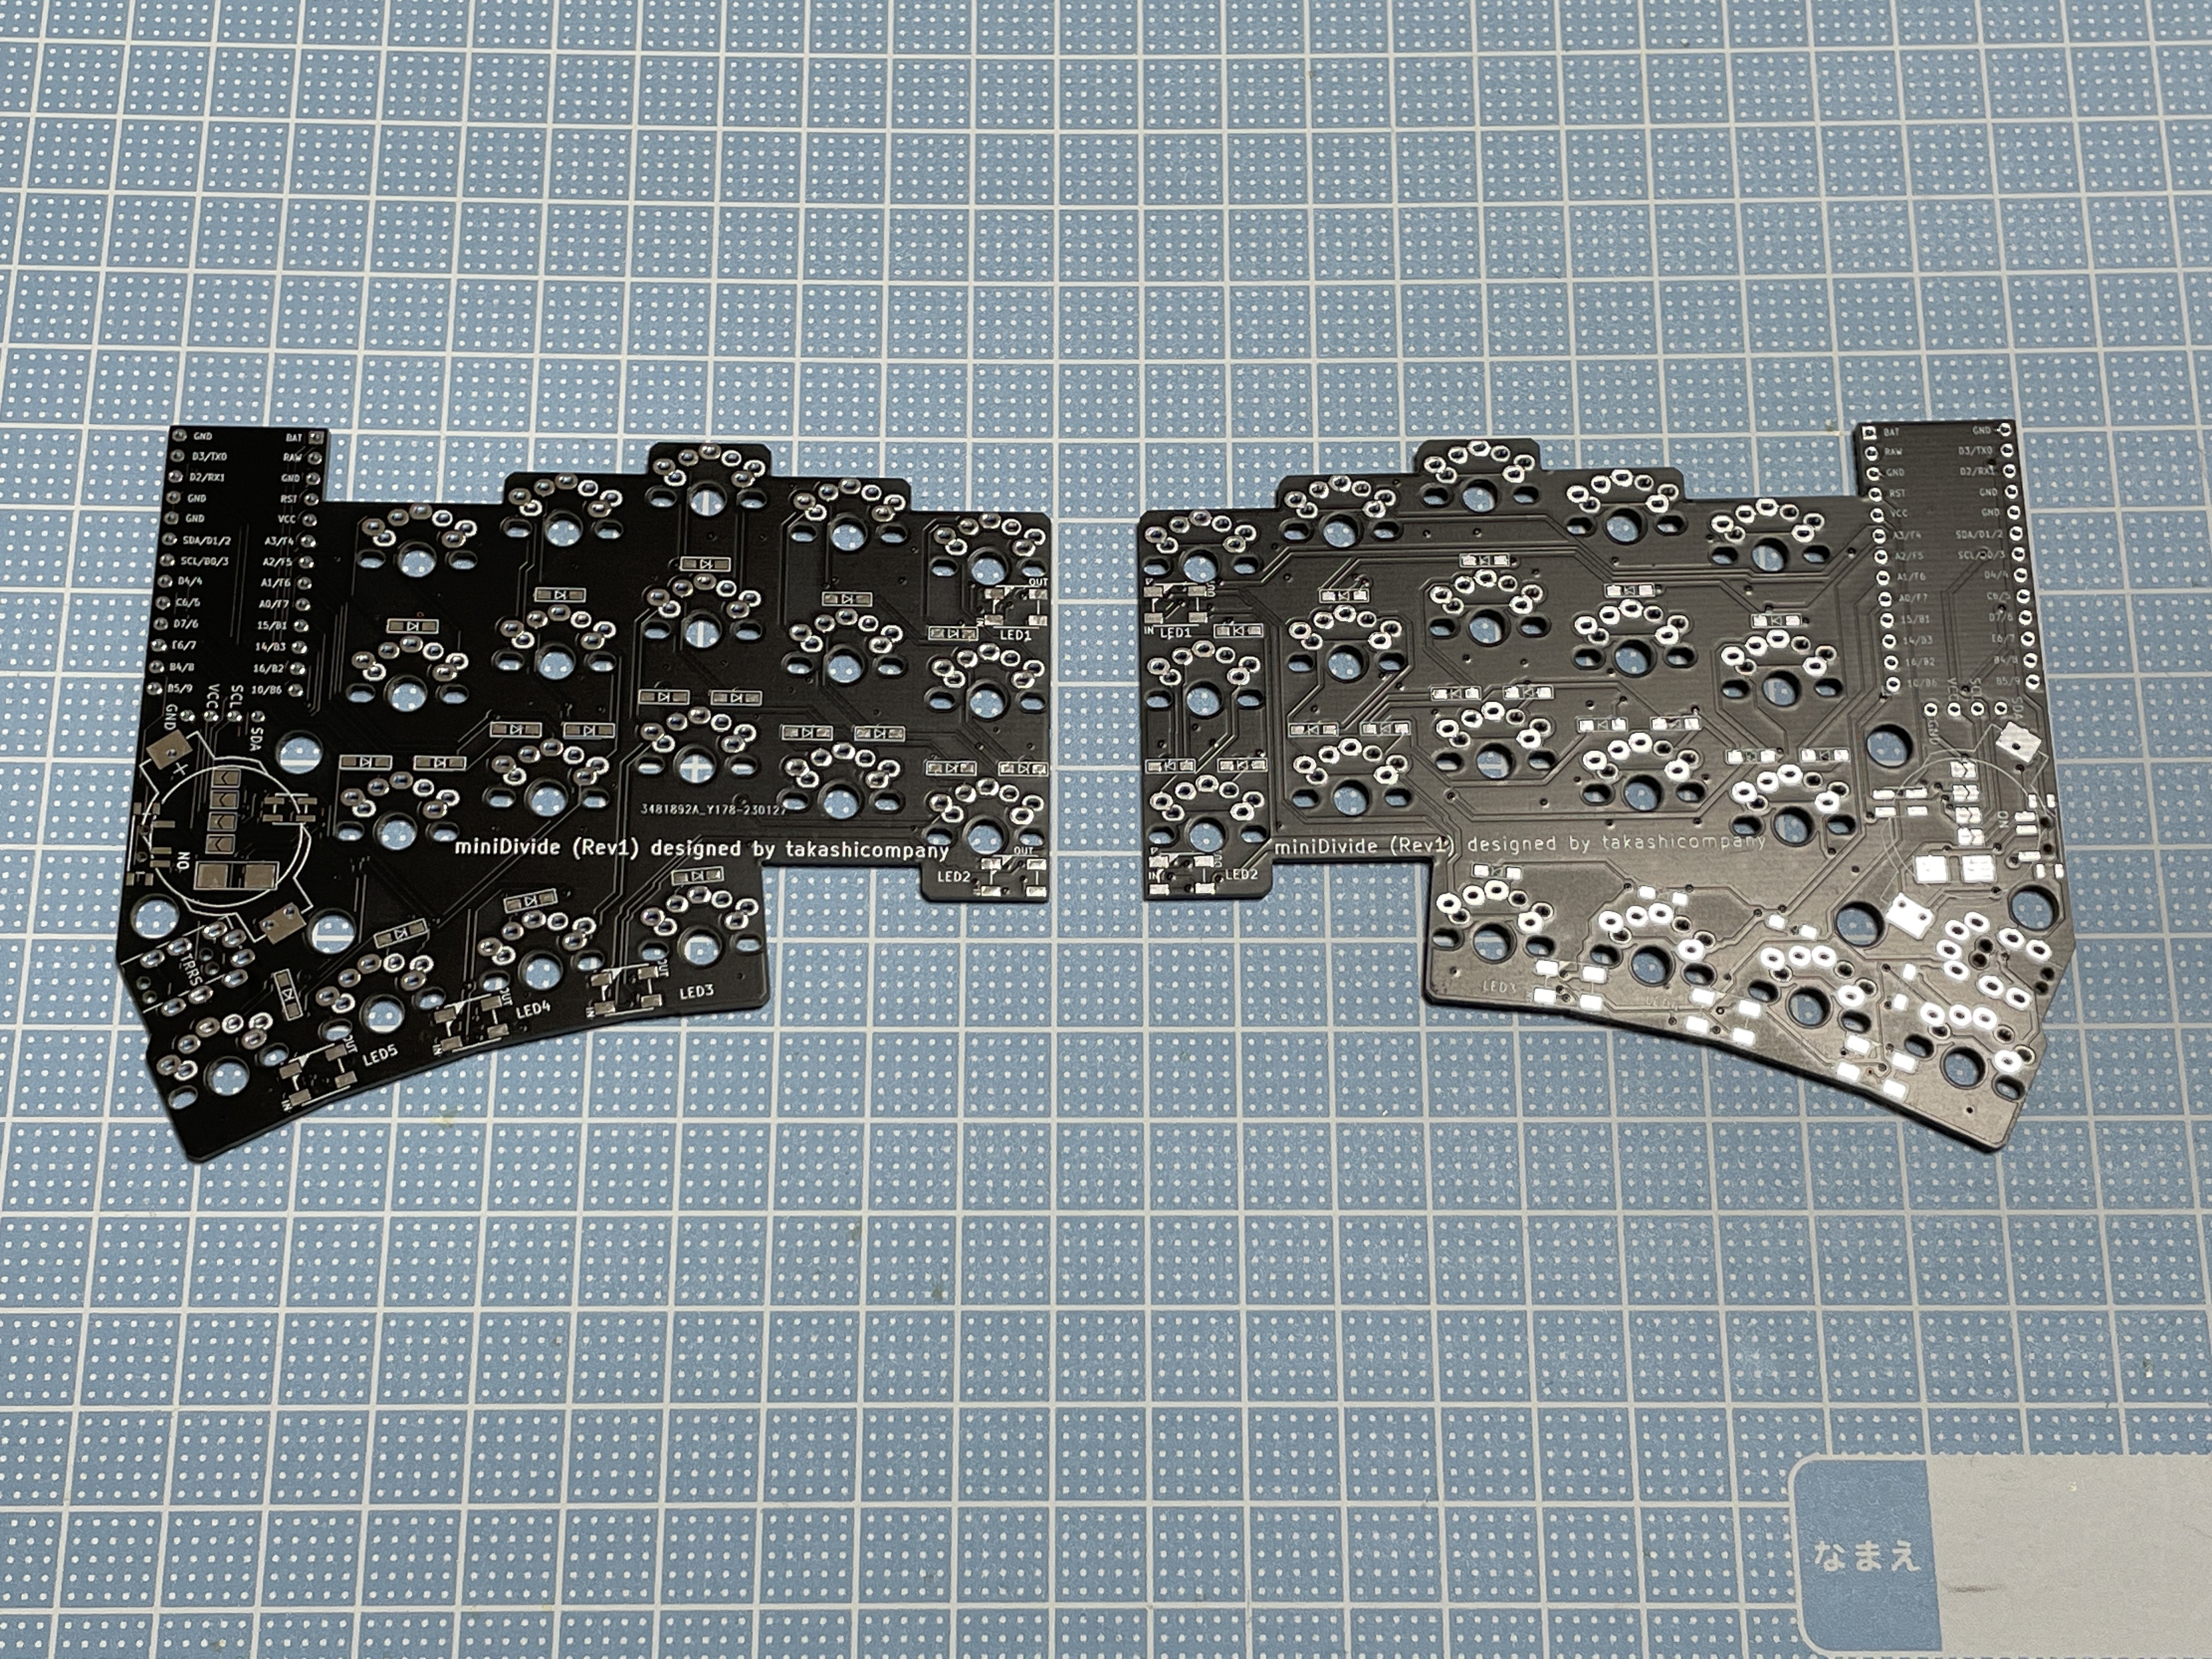 GND BAT
D3/TX0 RAW
D2/RX1 GND
GND RST
GND VCC
SDA/D1/2 A3/F4
SCL/D0/3 A2/F5
D4/4 A1/F6
C6/5 A0/F7
D7/6 15/B1
E6/7 14/B3
B4/8 16/B2
B5/9 10/B6
GND VCC SCL SDA
+
ON
TRRS
OUT
LED1
3481892A_Y178-230127
miniDivide (Rev1) designed by takashicompany
OUT
LED2
OUT
LED3
IN
OUT
LED4
IN
OUT
LED5
IN
BAT GND
RAW D3/TX0
GND D2/RX1
RST GND
VCC GND
A3/F4 SDA/D1/2
A2/F5 SCL/D0/3
A1/F6 D4/4
A0/F7 C6/5
15/B1 D7/6
14/B3 E6/7
16/B2 B4/8
10/B6 B5/9
GND VCC SCL SDA
ON
IN
LED1
miniDivide (Rev1) designed by takashicompany
IN
LED2
LED3
なまえ